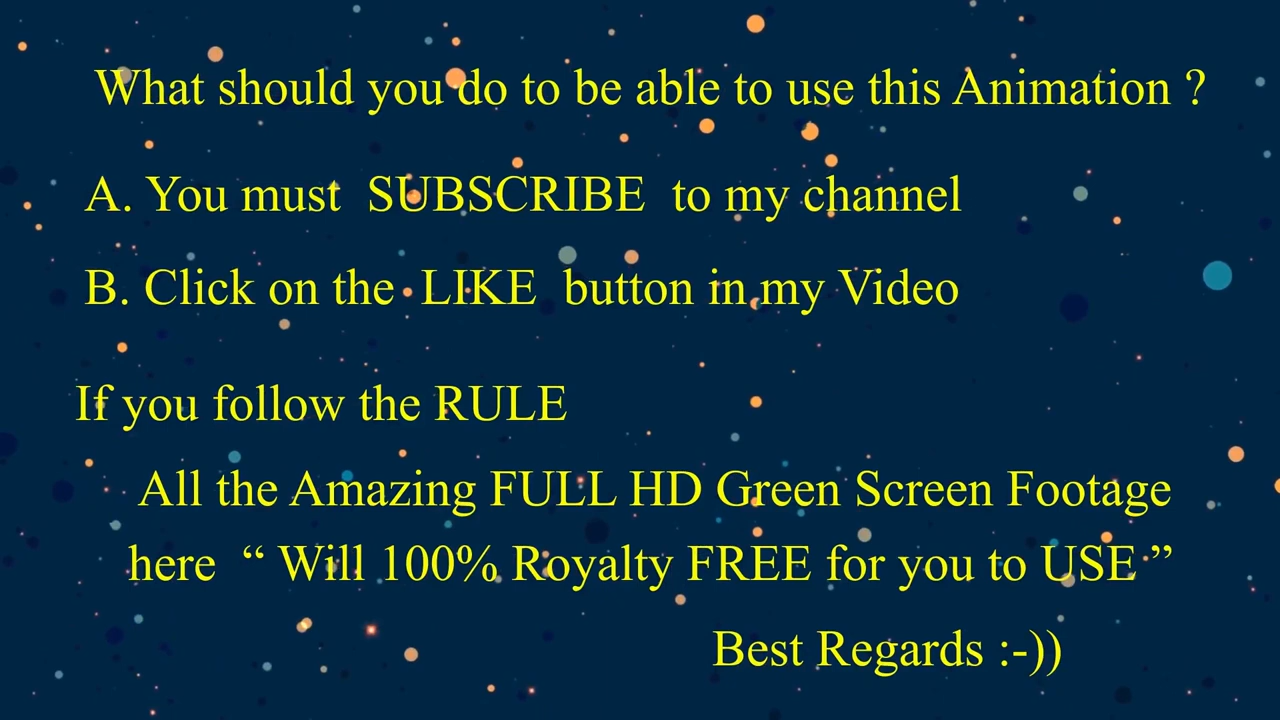 What should you do to be able to use this Animation ?
A. You must SUBSCRIBE to my channel
B. Click on the LIKE button in my Video
If you follow the RULE
All the Amazing FULL HD Green Screen Footage
here “ Will 100% Royalty FREE for you to USE ”
Best Regards :-))